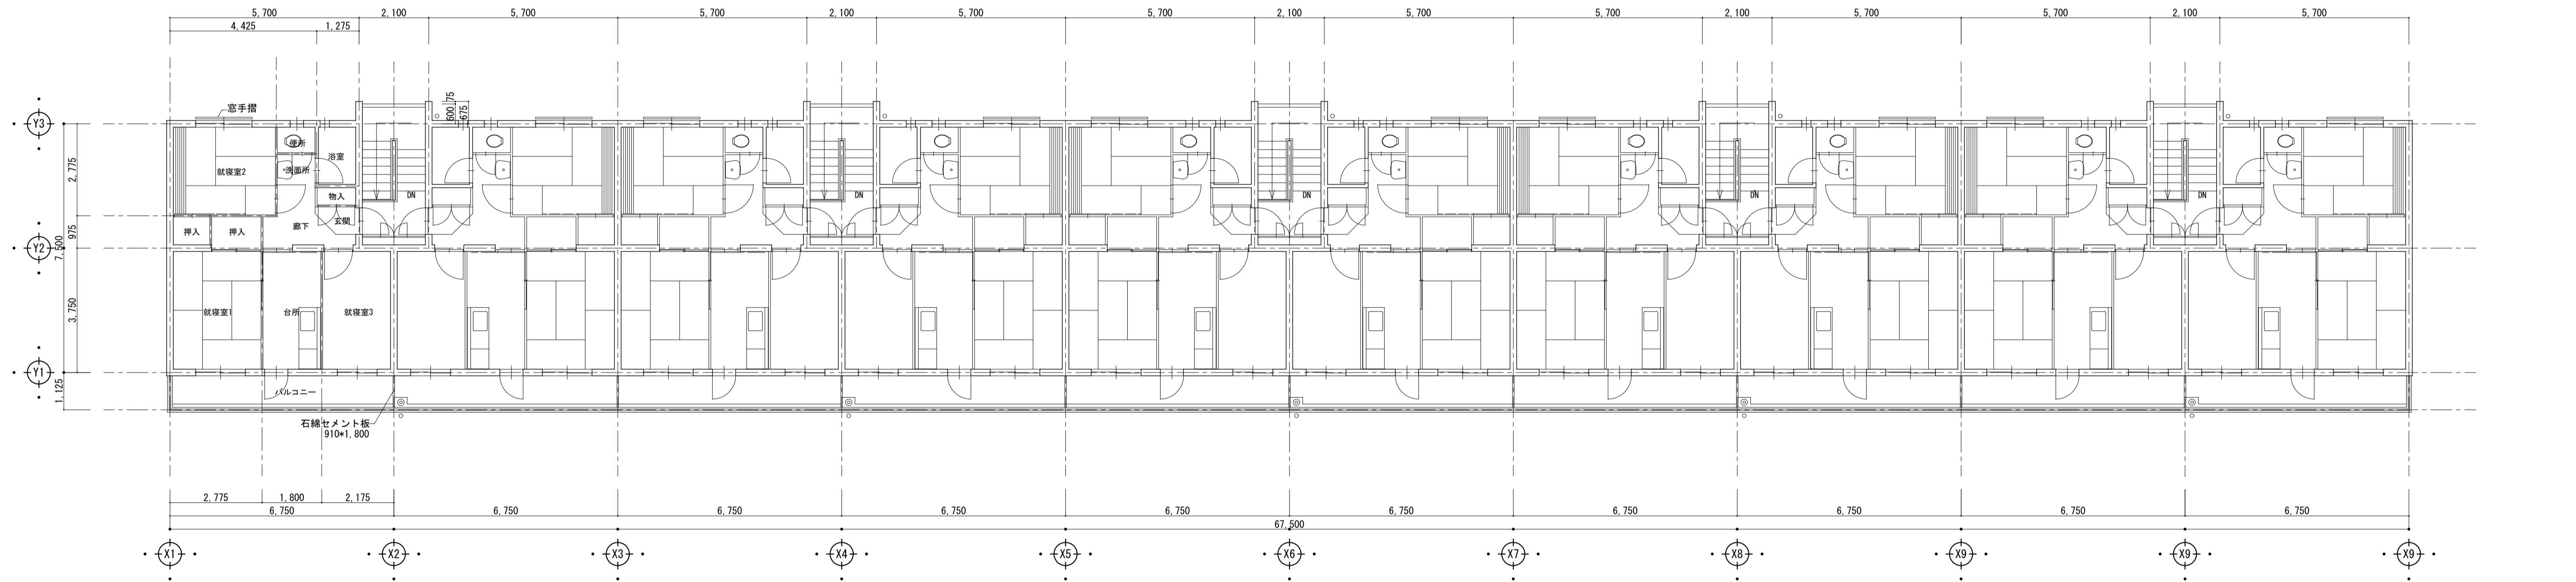 5,700 2,100 5,700 5,700 2,100 5,700 5,700 2,100 5,700 5,700 2,100 5,700 5,700 2,100 5,700
4,425 1,275
窓手摺
600 75
675
Y3
便所
浴室
2,775
就寝室2
洗面所
物入
DN DN DN DN DN
玄関
押入 押入 廊下
975
Y2
7,500
3,750
就寝室1 台所 就寝室3
Y1
1,125
バルコニー
石綿セメント板
910*1,800
2,775 1,800 2,175
6,750 6,750 6,750 6,750 6,750 6,750 6,750 6,750 6,750 6,750
67,500
X1 X2 X3 X4 X5 X6 X7 X8 X9 X9 X9